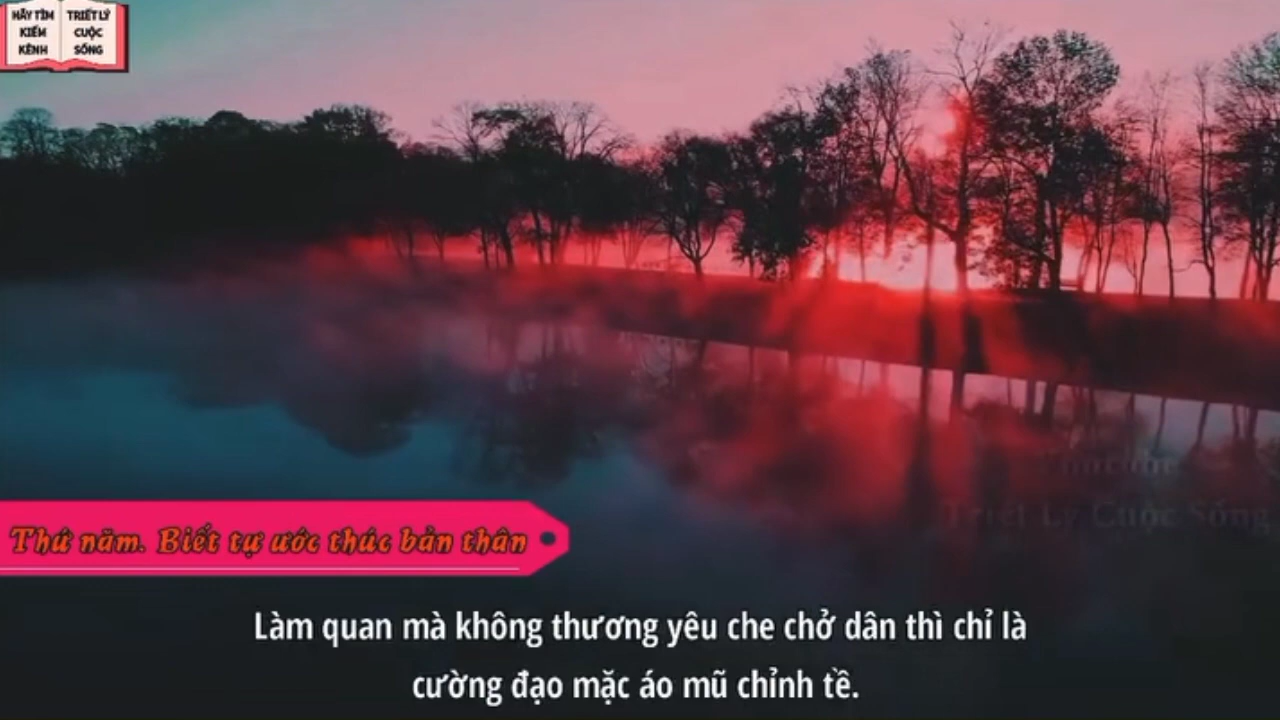 HÃY TÌM
KIẾM
KÊNH
TRIẾT LÝ
CUỘC
SỐNG
Triết Lý Cuộc Sống
Thứ năm. Biết tự ước thúc bản thân
Làm quan mà không thương yêu che chở dân thì chỉ là
cường đạo mặc áo mũ chỉnh tề.